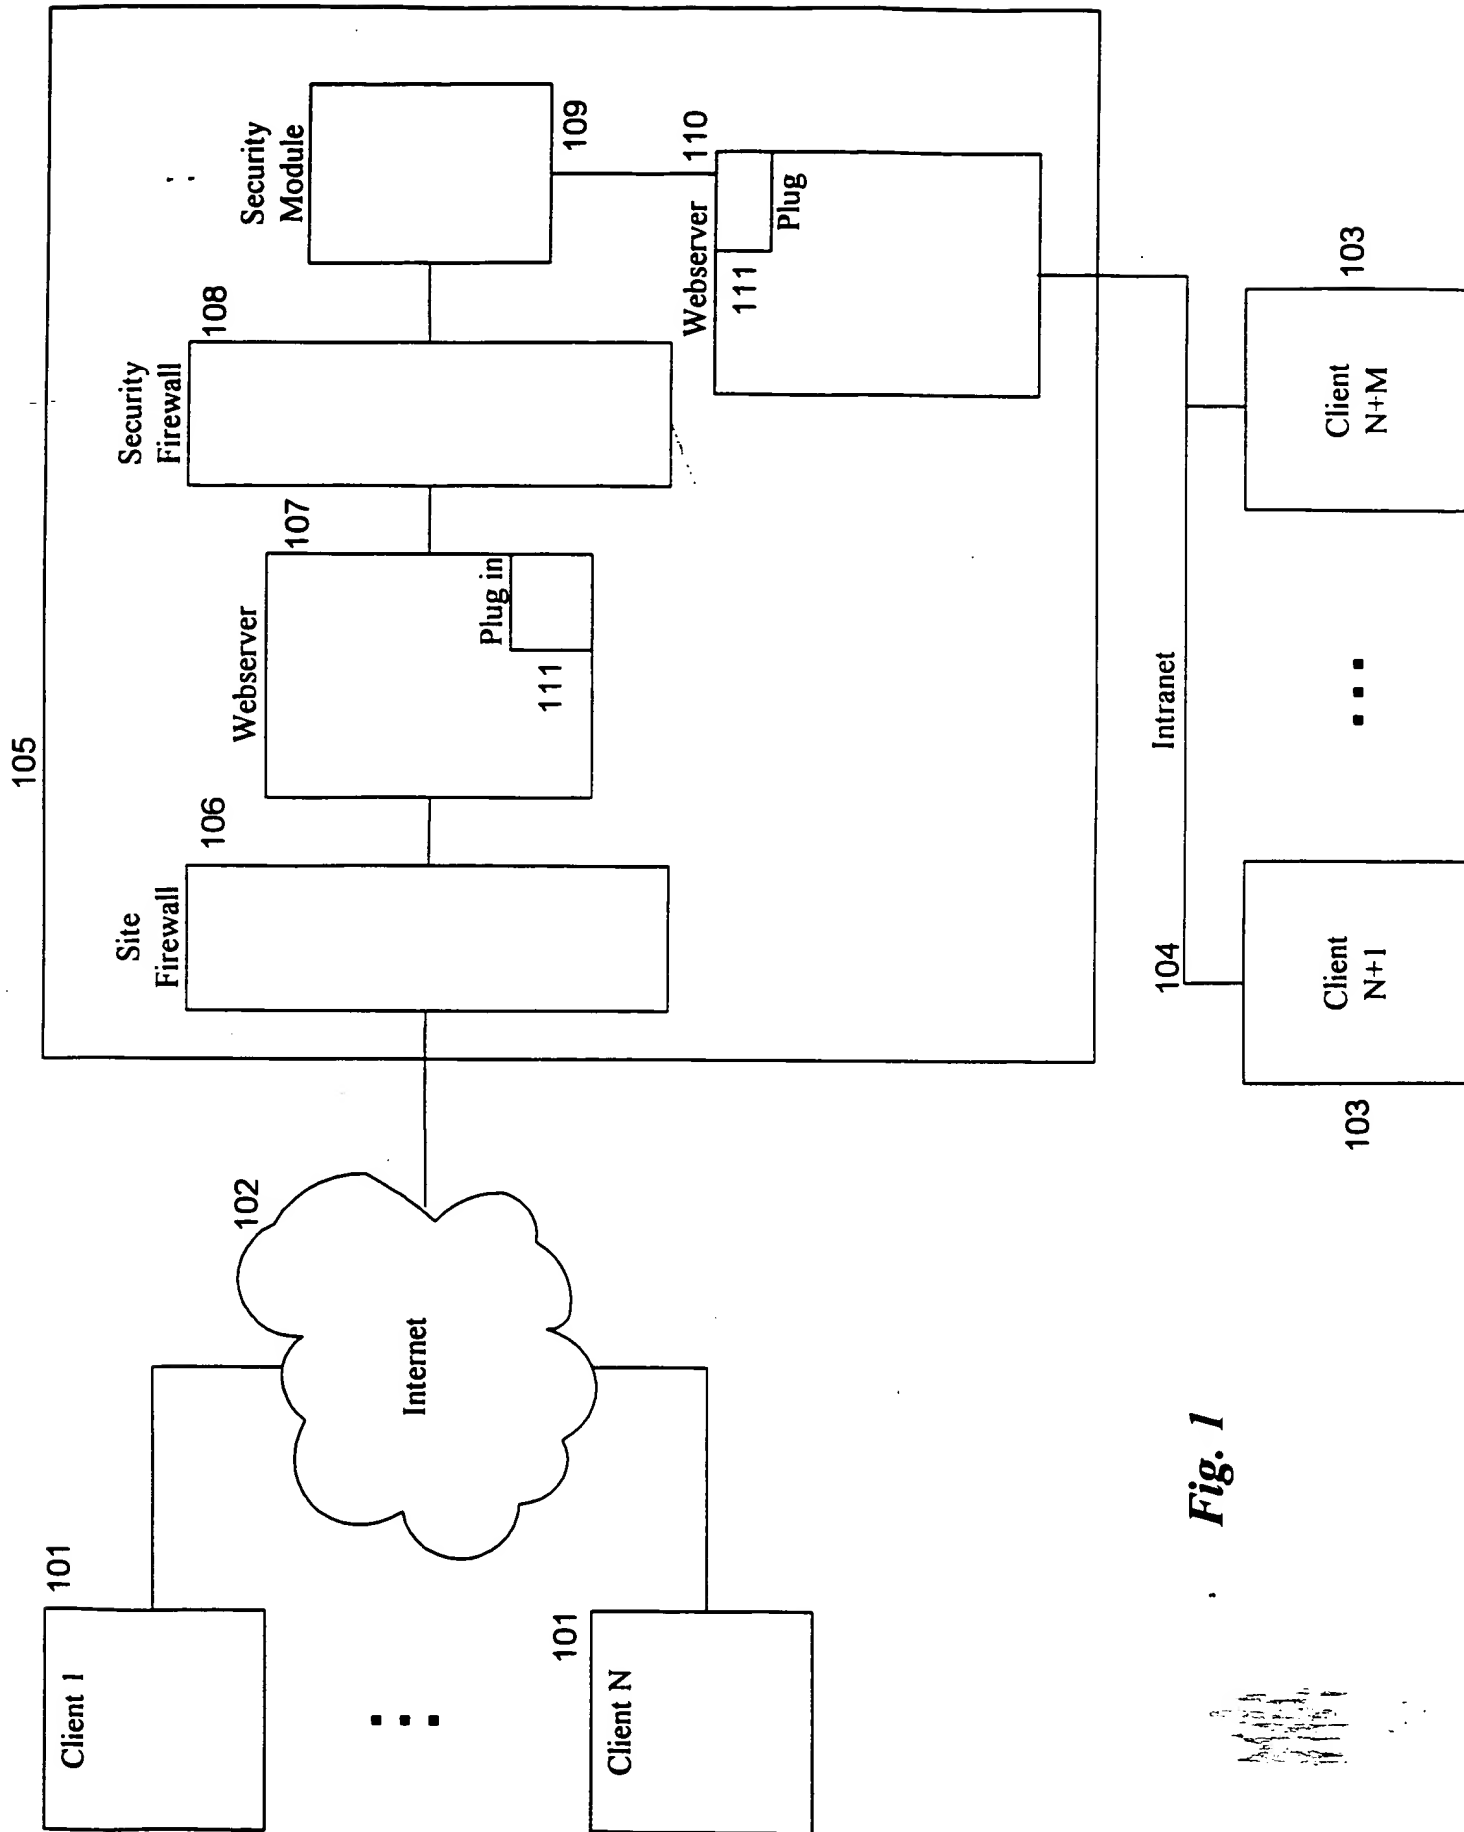 105
Security
Module
109
Security
Firewall
108
110
Webserver
Plug
111
Webserver
107
Plug in
111
Site
Firewall
106
102
Internet
101
Client 1
101
Client N
Intranet
104
103
Client
N+M
Client
N+1
103
Fig. 1